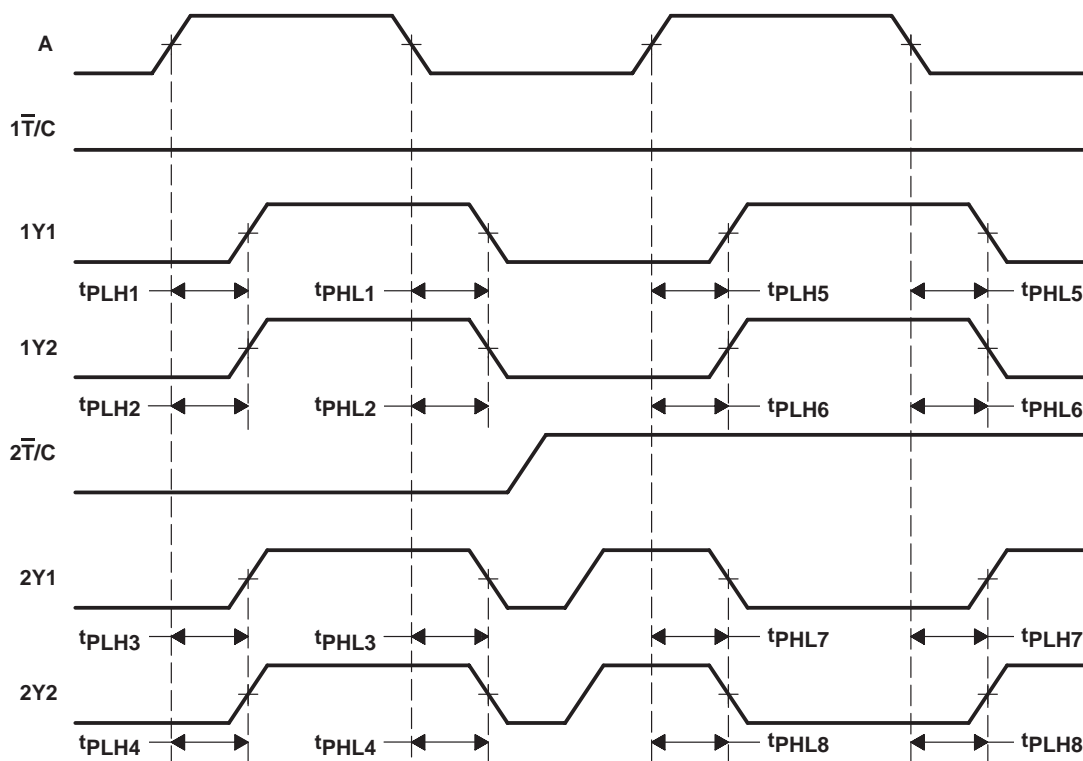 A
1T̅/C
1Y1
tPLH1 tPHL1 tPLH5 tPHL5
1Y2
tPLH2 tPHL2 tPLH6 tPHL6
2T̅/C
2Y1
tPLH3 tPHL3 tPHL7 tPLH7
2Y2
tPLH4 tPHL4 tPHL8 tPLH8